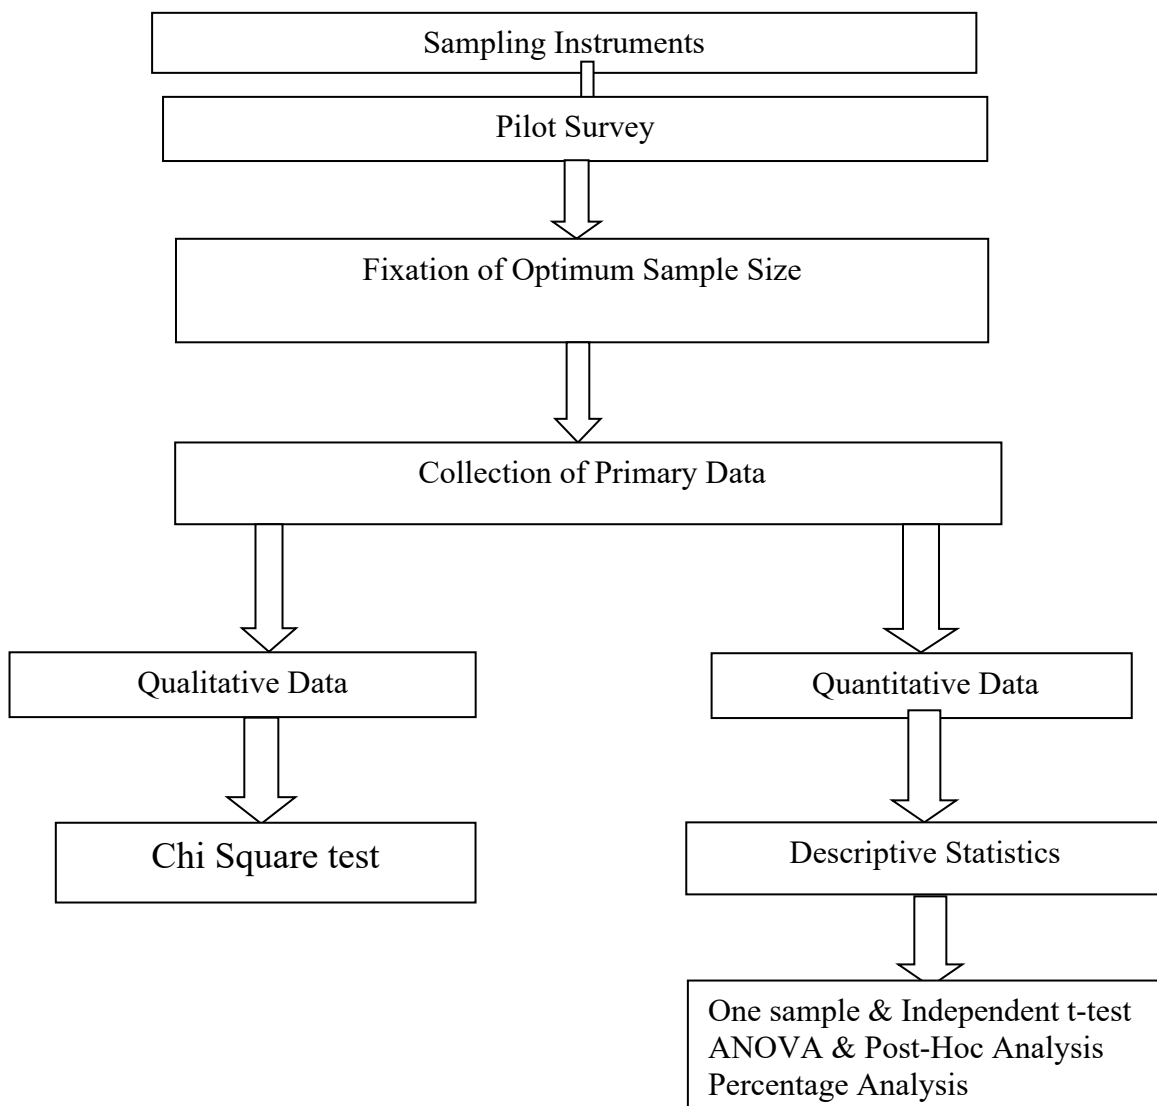 Sampling Instruments
Pilot Survey
Fixation of Optimum Sample Size
Collection of Primary Data
Qualitative Data
Quantitative Data
Chi Square test
Descriptive Statistics
One sample & Independent t-test
ANOVA & Post-Hoc Analysis
Percentage Analysis